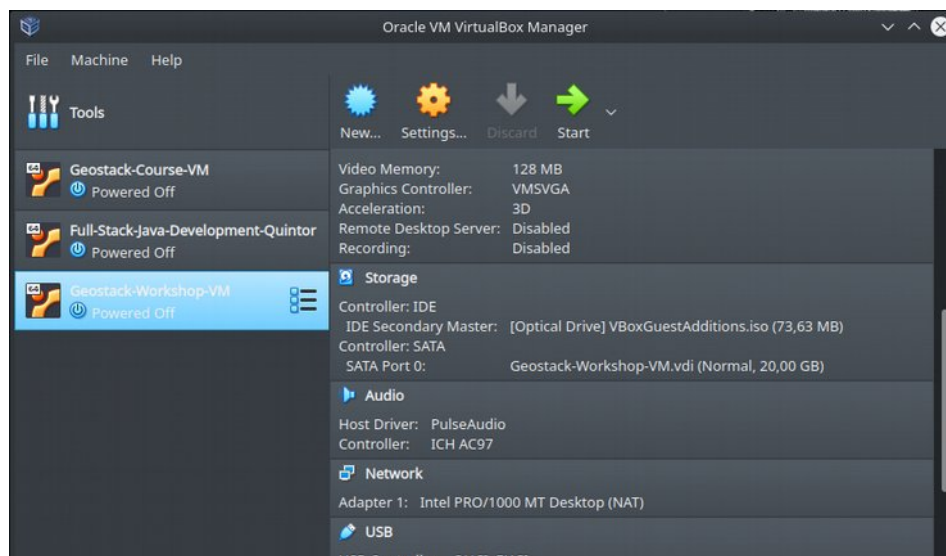 Oracle VM VirtualBox Manager
File Machine Help
Tools
New... Settings... Discard Start
64 Geostack-Course-VM
Powered Off
64 Full-Stack-Java-Development-Quintor
Powered Off
64 Geostack-Workshop-VM
Powered Off
Video Memory: 128 MB
Graphics Controller: VMSVGA
Acceleration: 3D
Remote Desktop Server: Disabled
Recording: Disabled
Storage
Controller: IDE
IDE Secondary Master: [Optical Drive] VBoxGuestAdditions.iso (73,63 MB)
Controller: SATA
SATA Port 0: Geostack-Workshop-VM.vdi (Normal, 20,00 GB)
Audio
Host Driver: PulseAudio
Controller: ICH AC97
Network
Adapter 1: Intel PRO/1000 MT Desktop (NAT)
USB